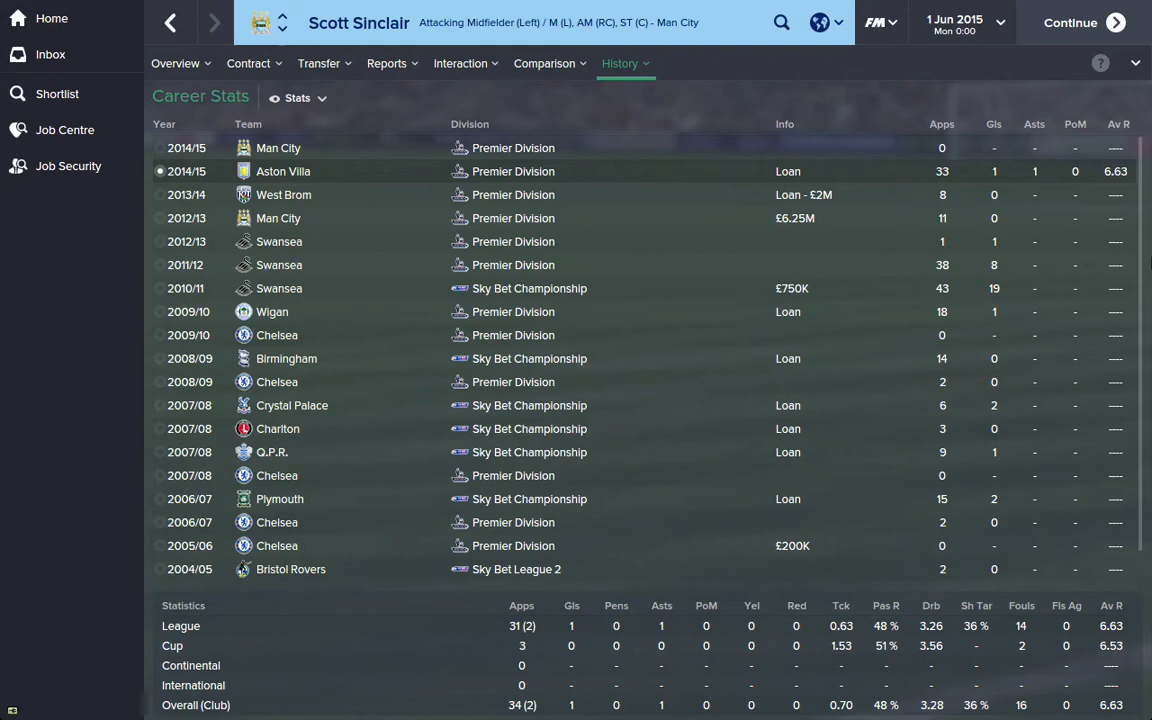 Home
Inbox
Shortlist
Job Centre
Job Security
Scott Sinclair Attacking Midfielder (Left) / M (L), AM (RC), ST (C) - Man City
FM
1 Jun 2015
Mon 0:00
Continue
Overview Contract Transfer Reports Interaction Comparison History ?
Career Stats Stats
Year Team Division Info Apps Gls Asts PoM Av R
2014/15 Man City Premier Division 0 - - - ----
2014/15 Aston Villa Premier Division Loan 33 1 1 0 6.63
2013/14 West Brom Premier Division Loan - £2M 8 0 - - ----
2012/13 Man City Premier Division £6.25M 11 0 - - ----
2012/13 Swansea Premier Division 1 1 - - ----
2011/12 Swansea Premier Division 38 8 - - ----
2010/11 Swansea Sky Bet Championship £750K 43 19 - - ----
2009/10 Wigan Premier Division Loan 18 1 - - ----
2009/10 Chelsea Premier Division 0 - - - ----
2008/09 Birmingham Sky Bet Championship Loan 14 0 - - ----
2008/09 Chelsea Premier Division 2 0 - - ----
2007/08 Crystal Palace Sky Bet Championship Loan 6 2 - - ----
2007/08 Charlton Sky Bet Championship Loan 3 0 - - ----
2007/08 Q.P.R. Sky Bet Championship Loan 9 1 - - ----
2007/08 Chelsea Premier Division 0 - - - ----
2006/07 Plymouth Sky Bet Championship Loan 15 2 - - ----
2006/07 Chelsea Premier Division 2 0 - - ----
2005/06 Chelsea Premier Division £200K 0 - - - ----
2004/05 Bristol Rovers Sky Bet League 2 2 0 - - ----
Statistics Apps Gls Pens Asts PoM Yel Red Tck Pas R Drb Sh Tar Fouls Fls Ag Av R
League 31 (2) 1 0 1 0 0 0 0.63 48 % 3.26 36 % 14 0 6.63
Cup 3 0 0 0 0 0 0 1.53 51 % 3.56 - 2 0 6.53
Continental 0 - - - - - - - - - - - - ----
International 0 - - - - - - - - - - - - ----
Overall (Club) 34 (2) 1 0 1 0 0 0 0.70 48 % 3.28 36 % 16 0 6.63